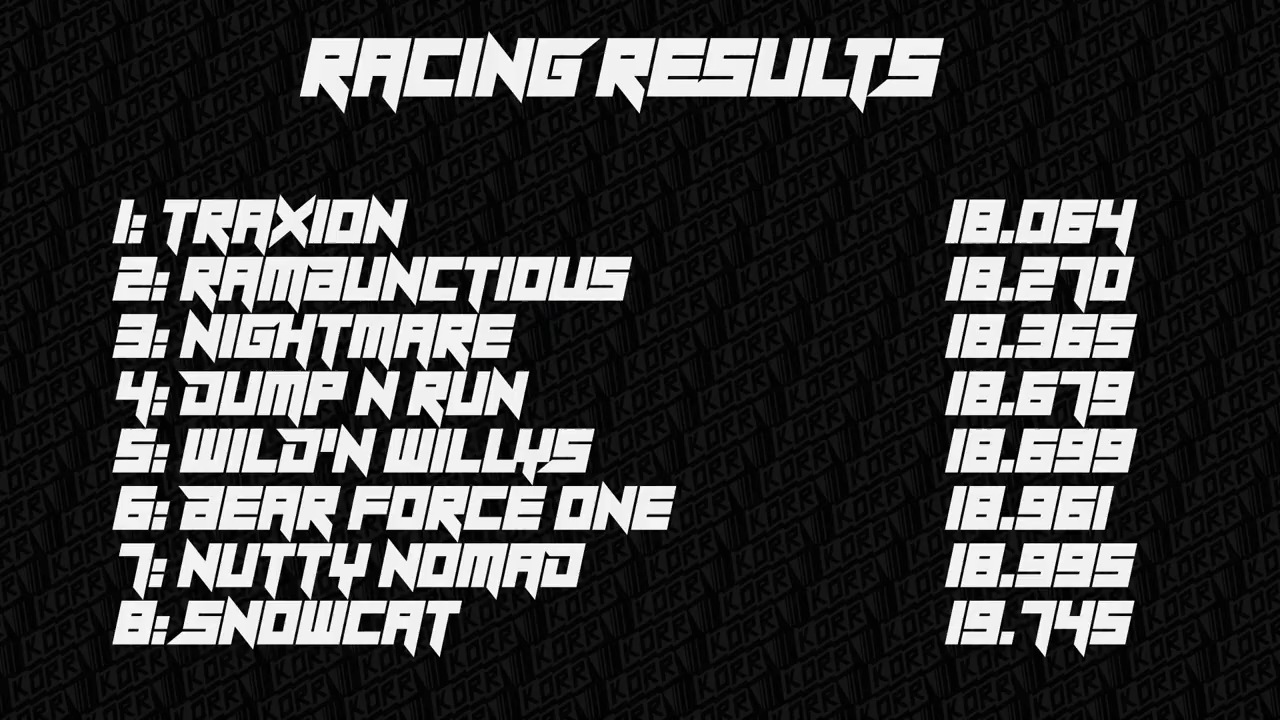 RACING RESULTS
1: TRAXION 18.064
2: RAMBUNCTIOUS 18.270
3: NIGHTMARE 18.365
4: DUMP N RUN 18.679
5: WILD'N WILLYS 18.699
6: BEAR FORCE ONE 18.961
7: NUTTY NOMAD 18.995
8: SNOWCAT 19.745